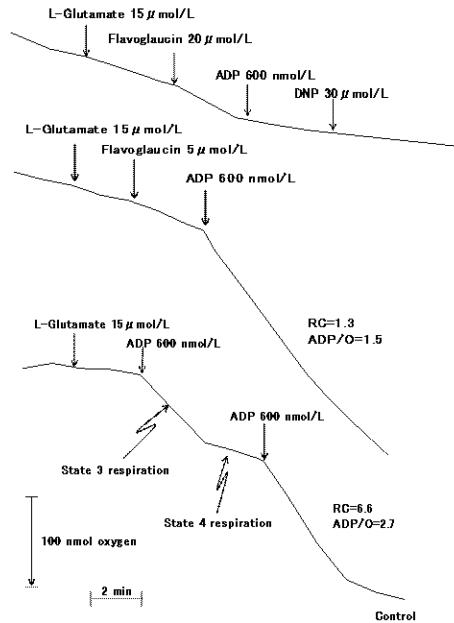 L-Glutamate 15 μ mol/L
Flavoglaucin 20 μ mol/L
ADP 600 nmol/L
DNP 30 μ mol/L
L-Glutamate 15 μ mol/L
Flavoglaucin 5 μ mol/L
ADP 600 nmol/L
RC=1.3
ADP/O=1.5
L-Glutamate 15 μ mol/L
ADP 600 nmol/L
ADP 600 nmol/L
State 3 respiration
State 4 respiration
RC=6.6
ADP/O=2.7
100 nmol oxygen
2 min
Control